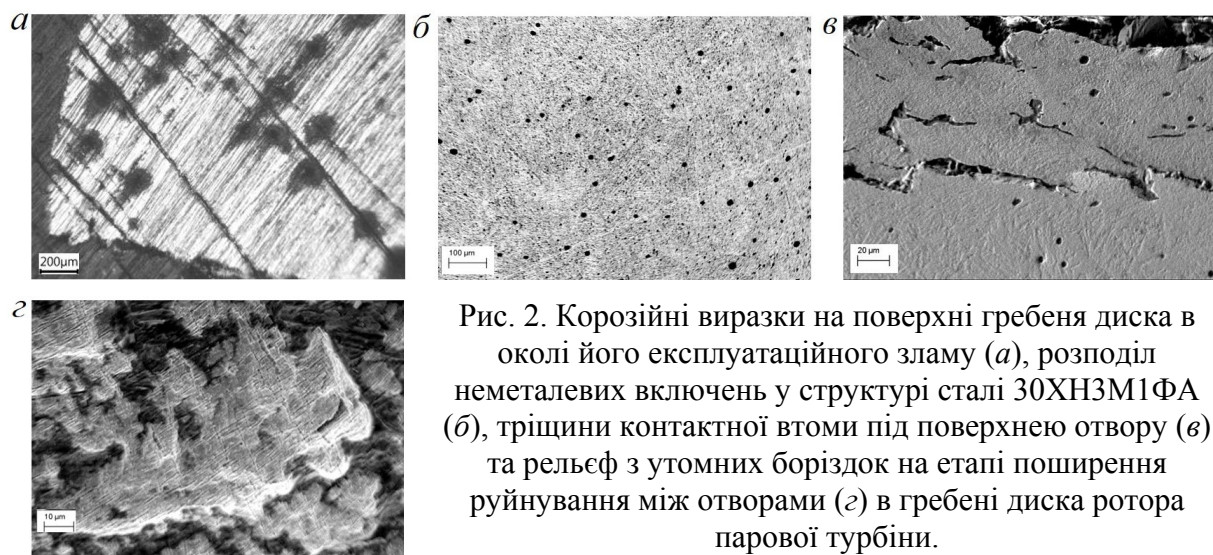 а
б
в
200µm
100 µm
20 µm
г
10 µm
Рис. 2. Корозійні виразки на поверхні гребеня диска в
околі його експлуатаційного зламу (а), розподіл
неметалевих включень у структурі сталі 30ХН3М1ФА
(б), тріщини контактної втоми під поверхнею отвору (в)
та рельєф з утомних борізд­ок на етапі поширення
руйнування між отворами (г) в гребені диска ротора
парової турбіни.